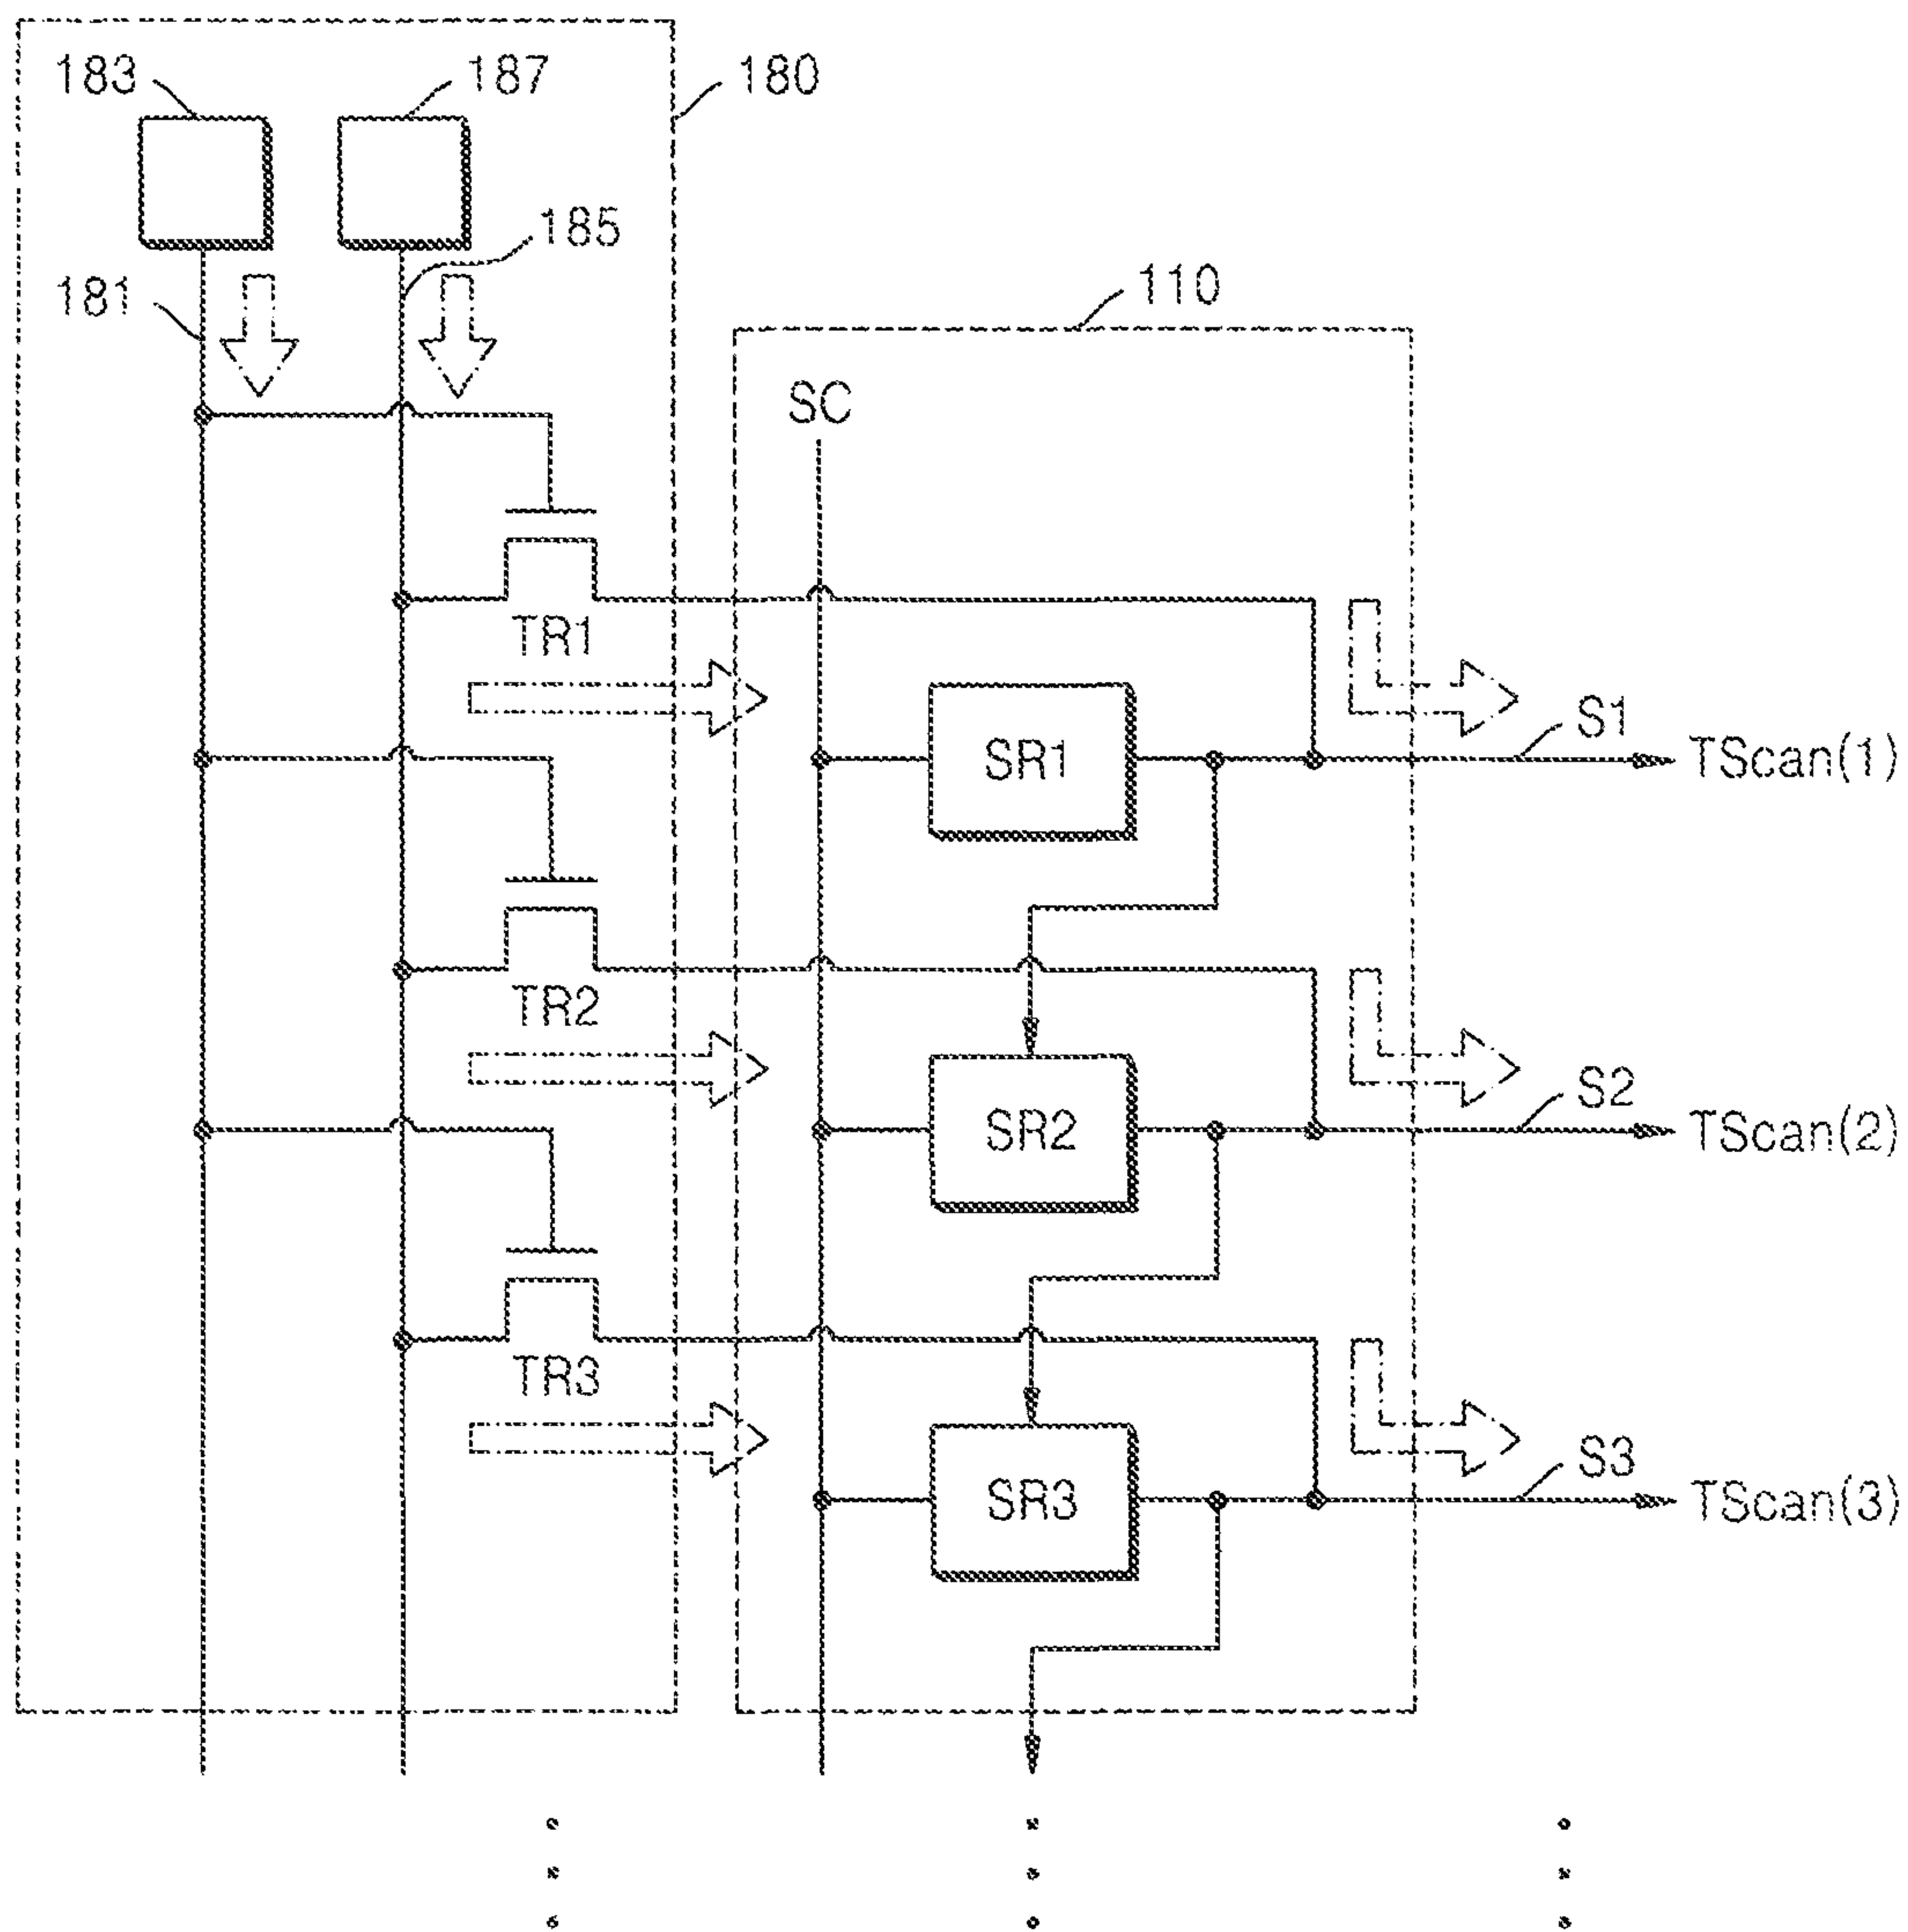 183
187
180
185
181
110
SC
TR1
S1
SR1
TScan(1)
TR2
S2
SR2
TScan(2)
TR3
S3
SR3
TScan(3)